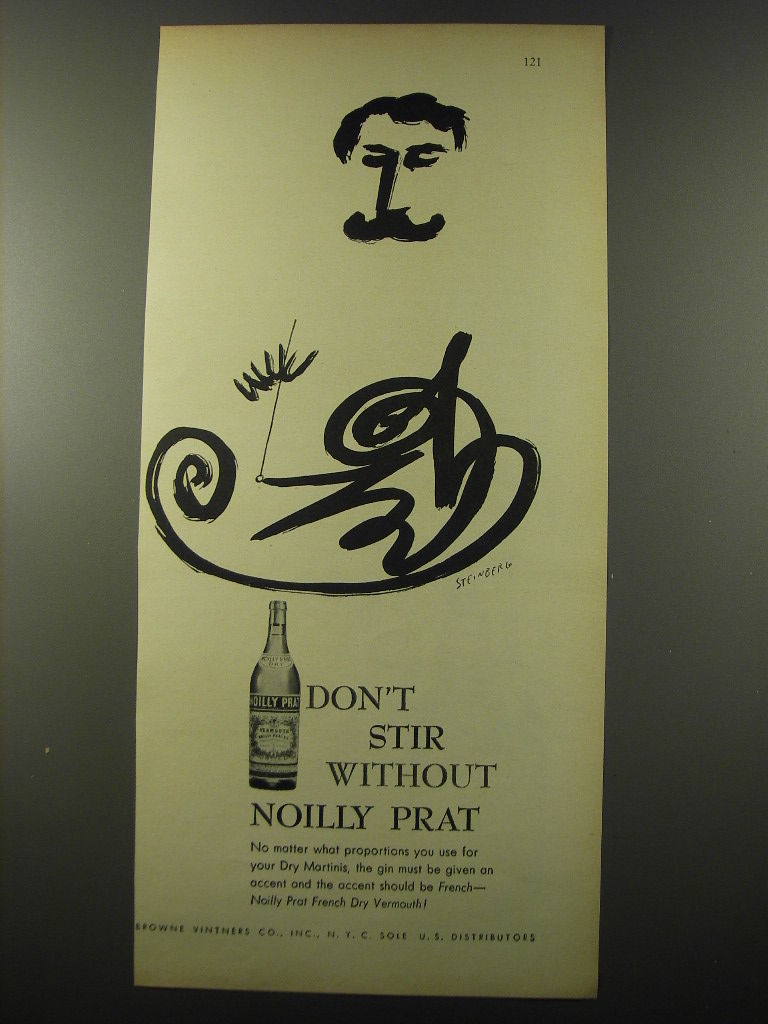 121
STEINBERG
NOILLY PRAT
VERMOUTH
DON'T
STIR
WITHOUT
NOILLY PRAT
No matter what proportions you use for
your Dry Martinis, the gin must be given an
accent and the accent should be French—
Noilly Prat French Dry Vermouth!
BROWNE VINTNERS CO., INC., N. Y. C. SOLE U. S. DISTRIBUTORS